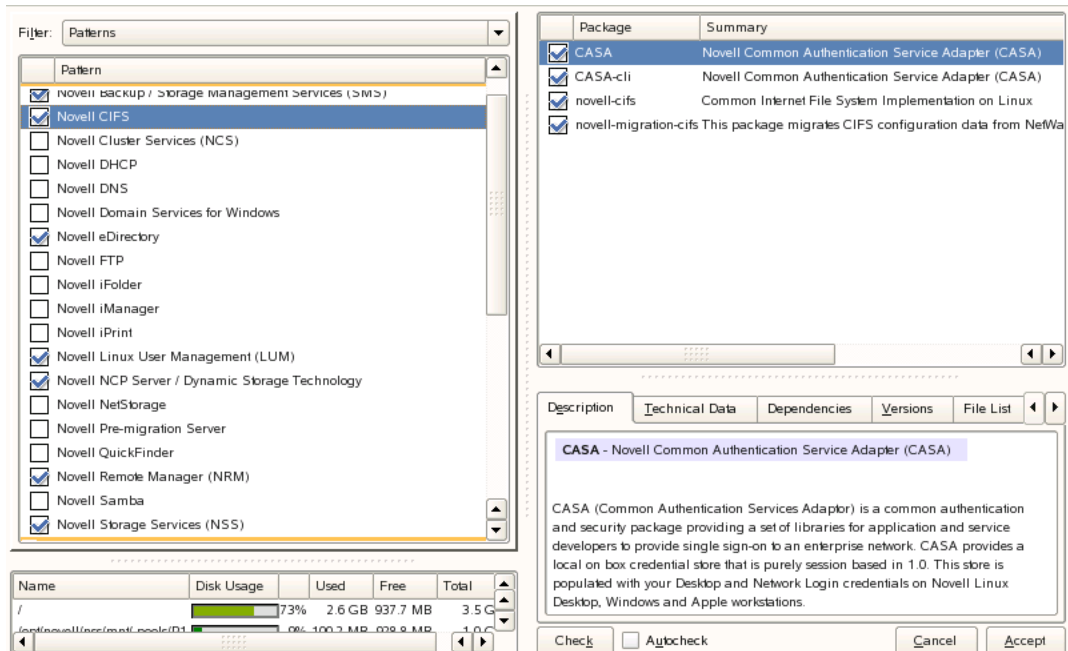 Filter: Patterns
Pattern
Novell Backup / Storage Management Services (SMS)
Novell CIFS
Novell Cluster Services (NCS)
Novell DHCP
Novell DNS
Novell Domain Services for Windows
Novell eDirectory
Novell FTP
Novell iFolder
Novell iManager
Novell iPrint
Novell Linux User Management (LUM)
Novell NCP Server / Dynamic Storage Technology
Novell NetStorage
Novell Pre-migration Server
Novell QuickFinder
Novell Remote Manager (NRM)
Novell Samba
Novell Storage Services (NSS)
Name Disk Usage Used Free Total
/ 73% 2.6 GB 937.7 MB 3.5 G
0% 100.2 MB 928.8 MB 1.0 G
Package Summary
CASA Novell Common Authentication Service Adapter (CASA)
CASA-cli Novell Common Authentication Service Adapter (CASA)
novell-cifs Common Internet File System Implementation on Linux
novell-migration-cifs This package migrates CIFS configuration data from NetWa
Description Technical Data Dependencies Versions File List
CASA - Novell Common Authentication Service Adapter (CASA)
CASA (Common Authentication Services Adaptor) is a common authentication
and security package providing a set of libraries for application and service
developers to provide single sign-on to an enterprise network. CASA provides a
local on box credential store that is purely session based in 1.0. This store is
populated with your Desktop and Network Login credentials on Novell Linux
Desktop, Windows and Apple workstations.
Check Autocheck Cancel Accept